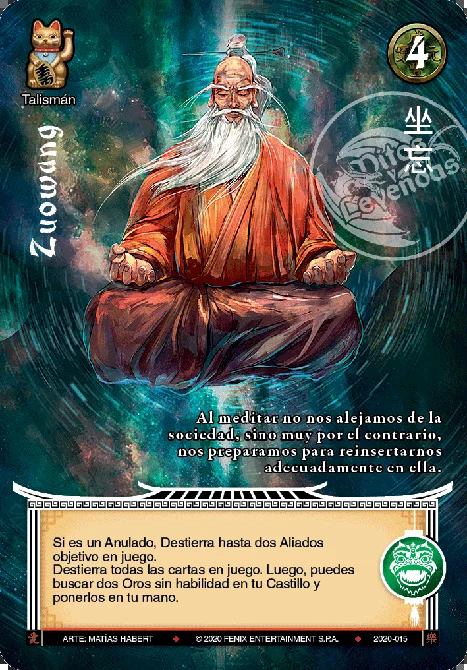 Talismán
4
Zuowang
坐
忘
Mitos y
Leyendas
Al meditar no nos alejamos de la
sociedad, sino muy por el contrario,
nos preparamos para reinsertarnos
adecuadamente en ella.
Si es un Anulado, Destierra hasta dos Aliados
objetivo en juego.
Destierra todas las cartas en juego. Luego, puedes
buscar dos Oros sin habilidad en tu Castillo y
ponerlos en tu mano.
ARTE: MATÍAS HABERT ♦ © 2020 FENIX ENTERTAINMENT S.P.A. ♦ 2020-015